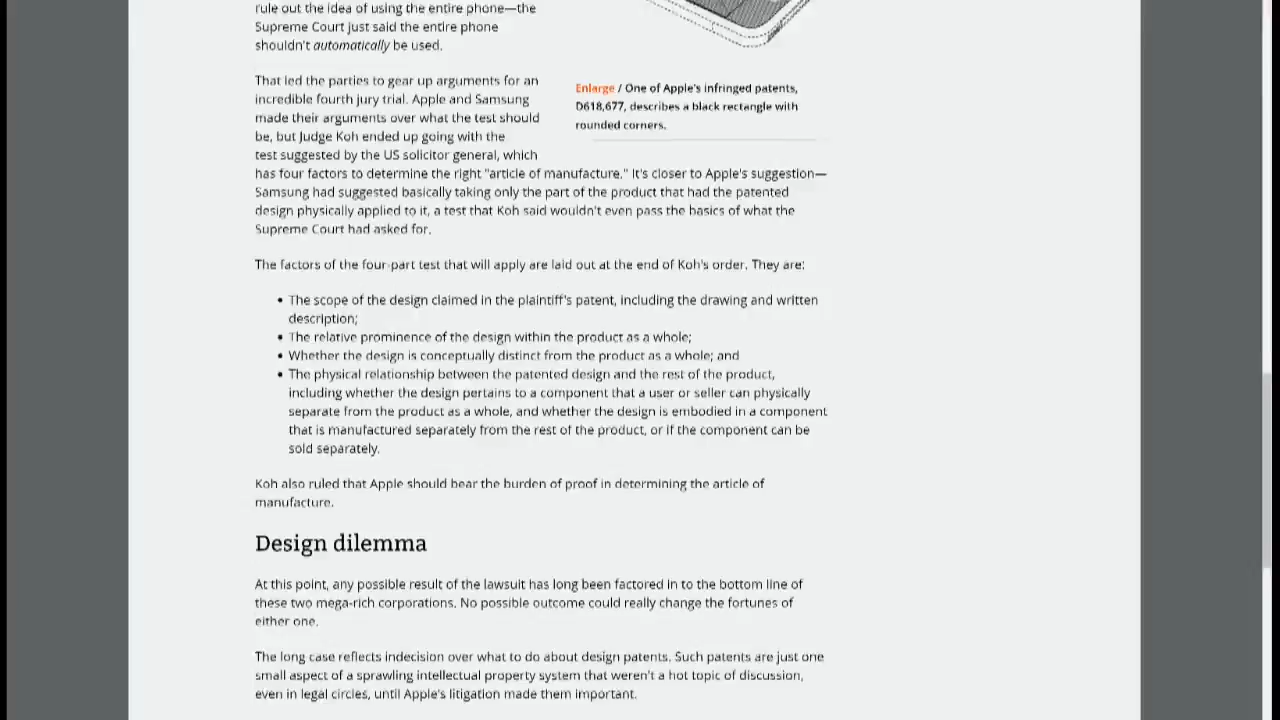 rule out the idea of using the entire phone—the
Supreme Court just said the entire phone
shouldn't automatically be used.
That led the parties to gear up arguments for an
incredible fourth jury trial. Apple and Samsung
made their arguments over what the test should
be, but Judge Koh ended up going with the
test suggested by the US solicitor general, which
Enlarge / One of Apple's infringed patents,
D618,677, describes a black rectangle with
rounded corners.
has four factors to determine the right "article of manufacture." It's closer to Apple's suggestion—
Samsung had suggested basically taking only the part of the product that had the patented
design physically applied to it, a test that Koh said wouldn't even pass the basics of what the
Supreme Court had asked for.
The factors of the four-part test that will apply are laid out at the end of Koh's order. They are:
• The scope of the design claimed in the plaintiff's patent, including the drawing and written
description;
• The relative prominence of the design within the product as a whole;
• Whether the design is conceptually distinct from the product as a whole; and
• The physical relationship between the patented design and the rest of the product,
including whether the design pertains to a component that a user or seller can physically
separate from the product as a whole, and whether the design is embodied in a component
that is manufactured separately from the rest of the product, or if the component can be
sold separately.
Koh also ruled that Apple should bear the burden of proof in determining the article of
manufacture.
Design dilemma
At this point, any possible result of the lawsuit has long been factored in to the bottom line of
these two mega-rich corporations. No possible outcome could really change the fortunes of
either one.
The long case reflects indecision over what to do about design patents. Such patents are just one
small aspect of a sprawling intellectual property system that weren't a hot topic of discussion,
even in legal circles, until Apple's litigation made them important.